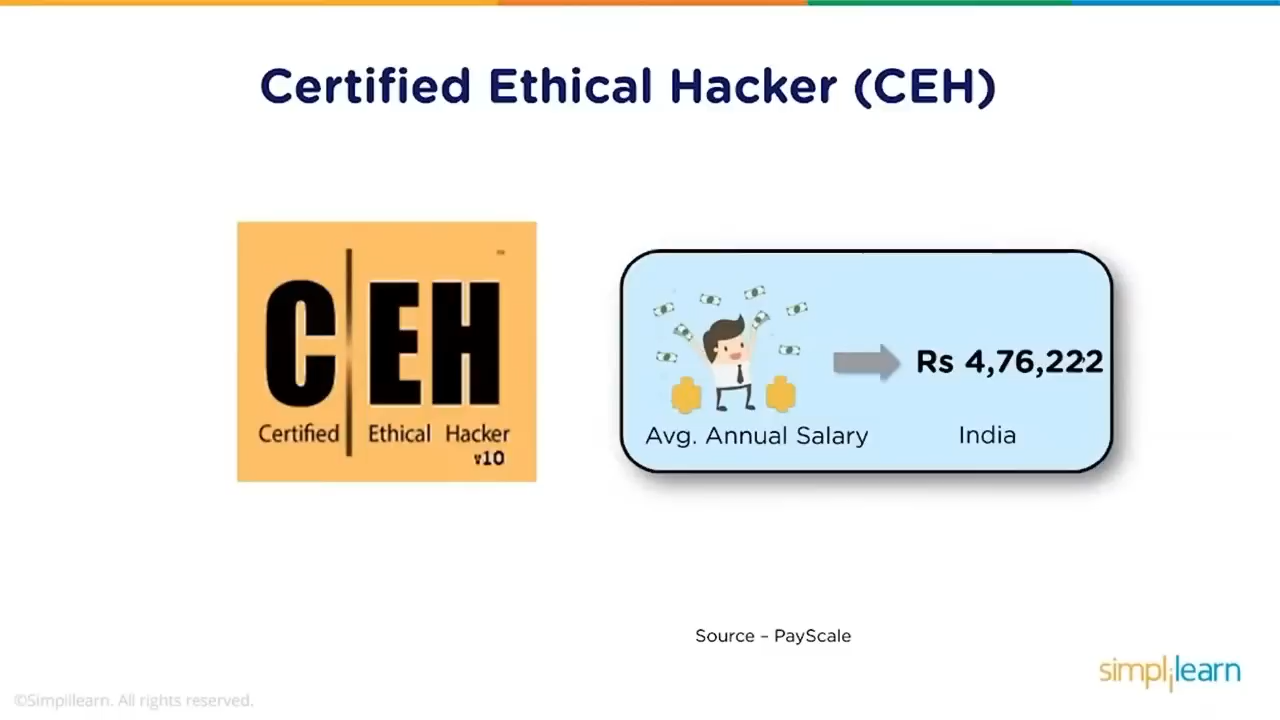 Certified Ethical Hacker (CEH)
C EH
Certified Ethical Hacker
v10
Rs 4,76,222
Avg. Annual Salary India
Source – PayScale
simplilearn
©Simpillearn. All rights reserved.